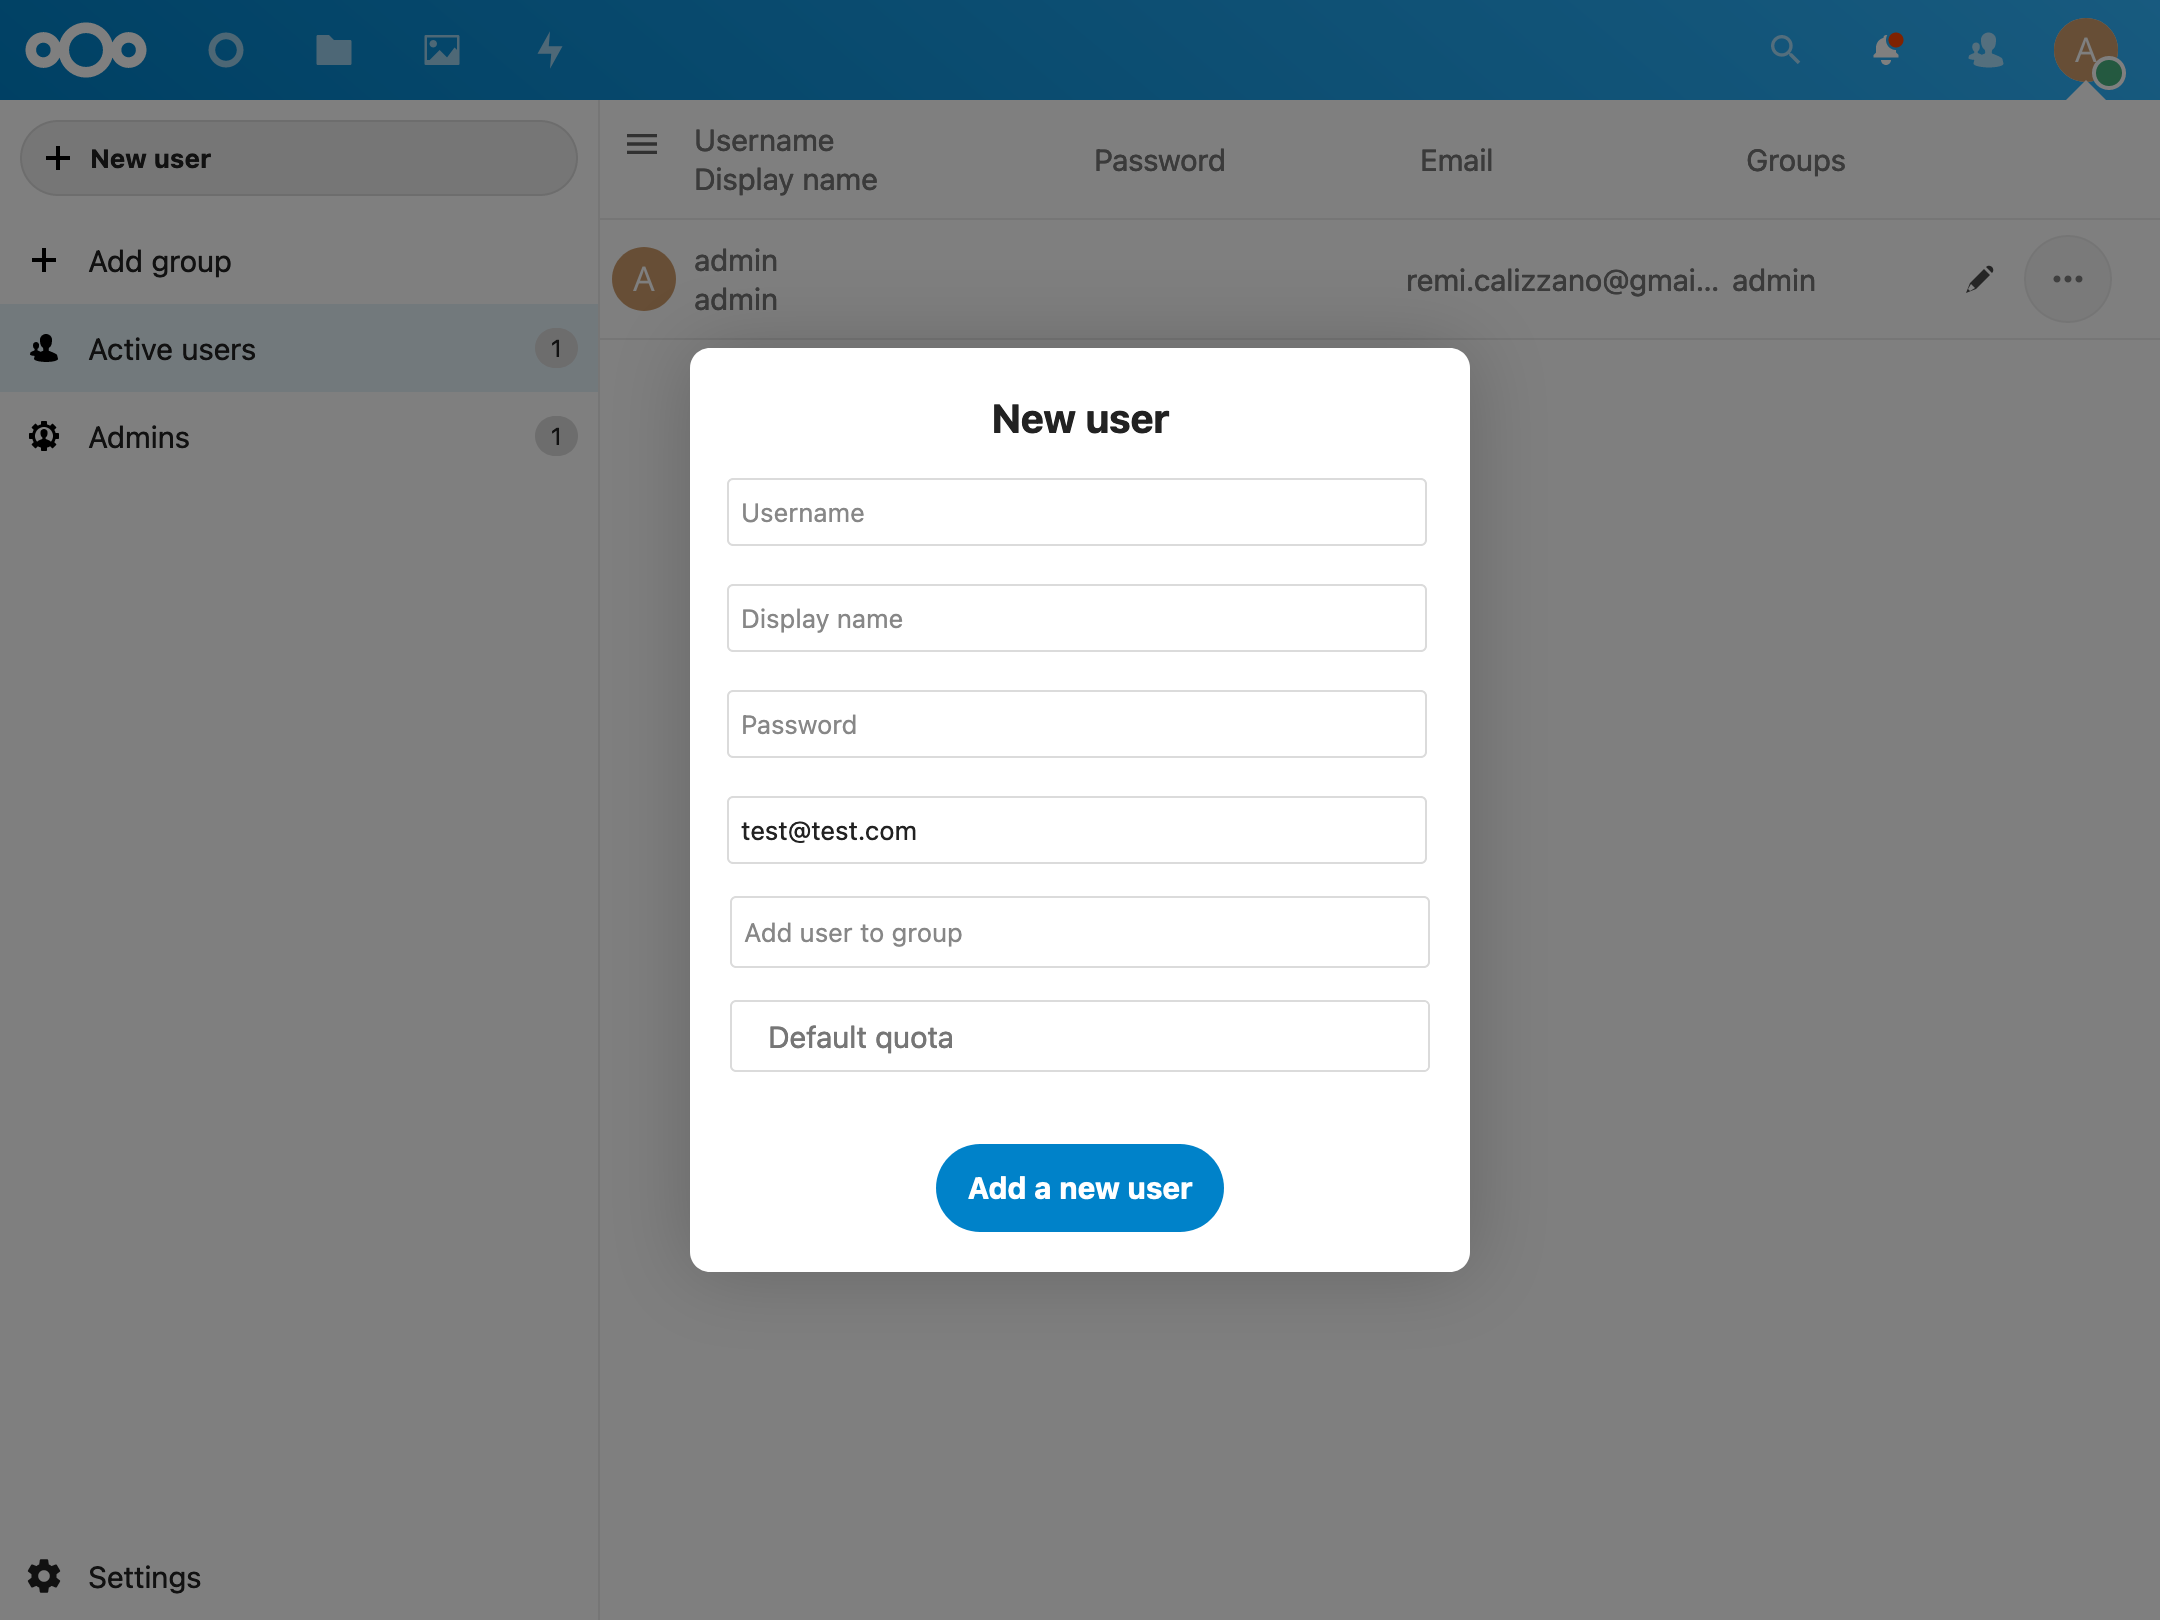 A
New user
Add group
Active users
1
Admins
1
Settings
Username
Display name
Password
Email
Groups
A
admin
admin
remi.calizzano@gmai...
admin
New user
Username
Display name
Password
test@test.com
Add user to group
Default quota
Add a new user